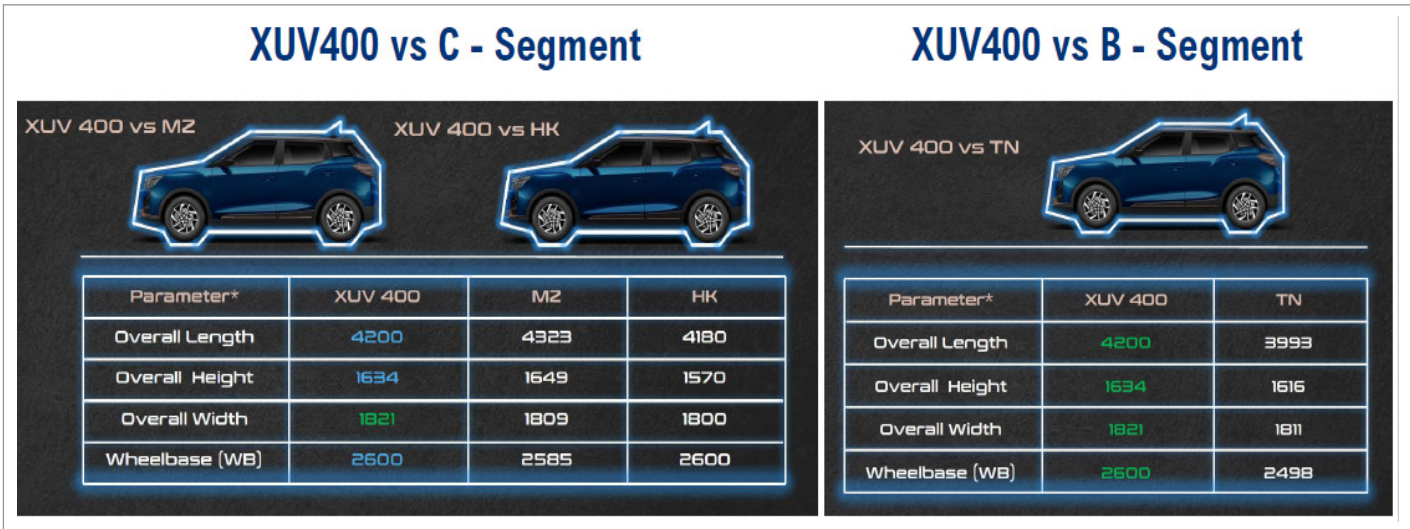 XUV400 vs C - Segment
XUV 400 vs MZ
XUV 400 vs HK
Parameter* XUV 400 MZ HK
Overall Length 4200 4323 4180
Overall Height 1634 1649 1570
Overall Width 1821 1809 1800
Wheelbase (WB) 2600 2585 2600
XUV400 vs B - Segment
XUV 400 vs TN
Parameter* XUV 400 TN
Overall Length 4200 3993
Overall Height 1634 1616
Overall Width 1821 1811
Wheelbase (WB) 2600 2498